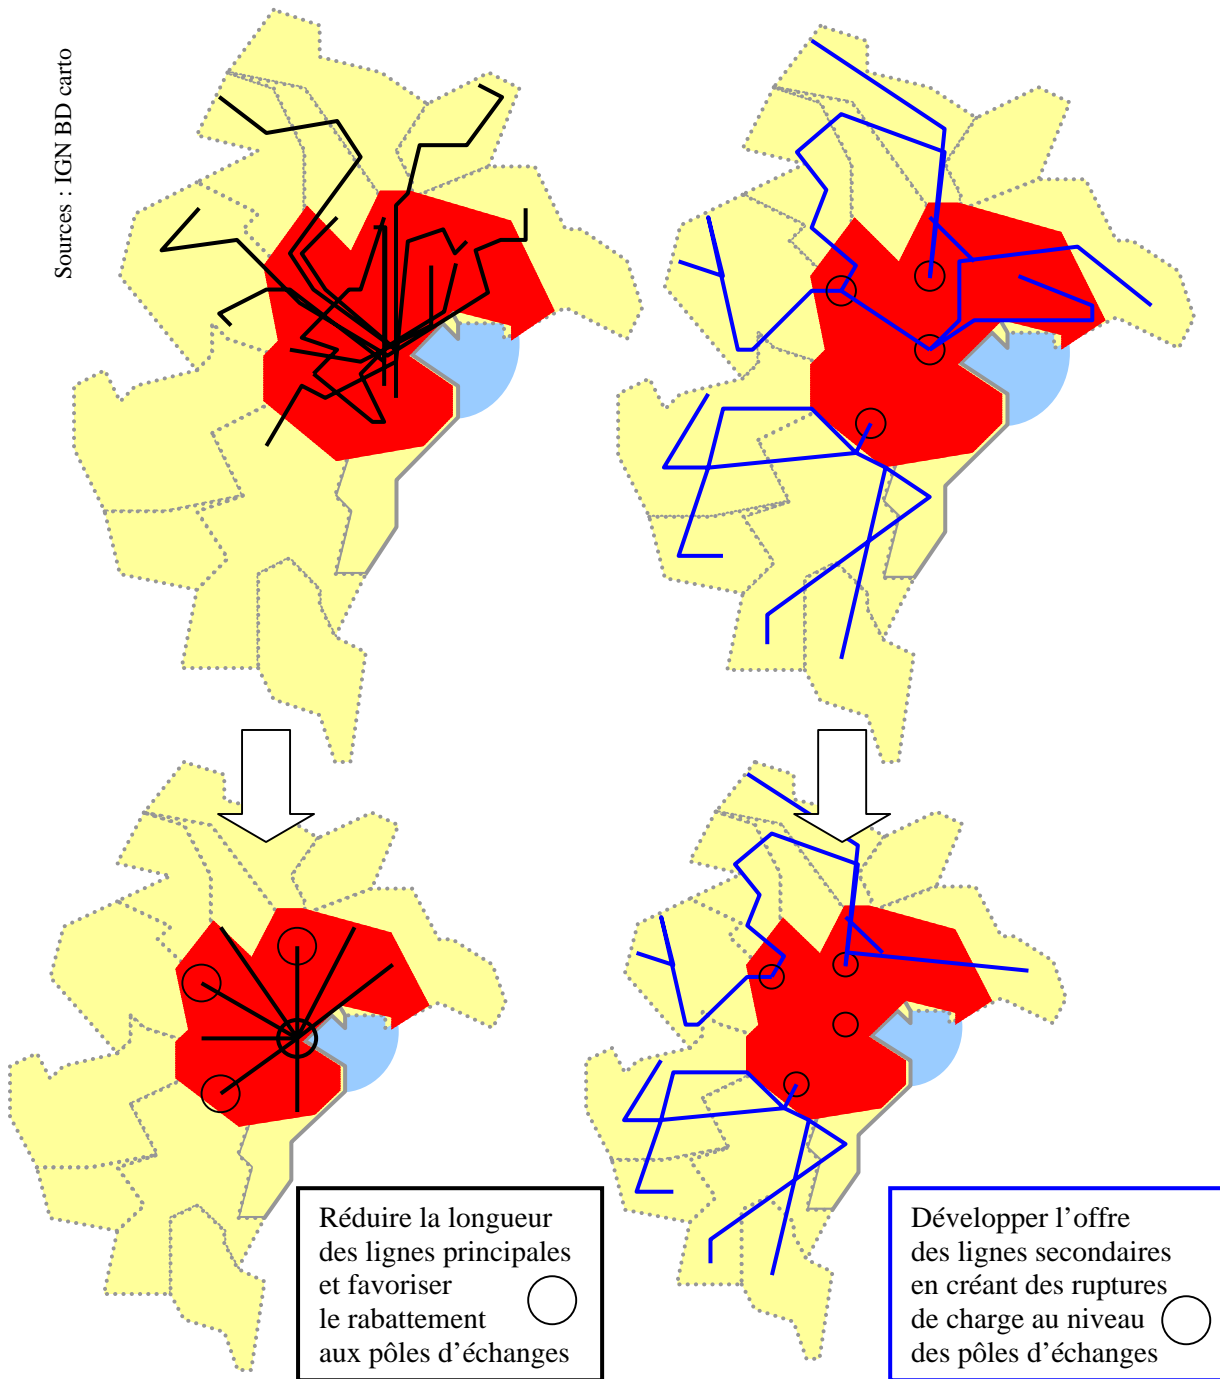 Sources : IGN BD carto
Réduire la longueur
des lignes principales
et favoriser
le rabattement
aux pôles d'échanges
Développer l'offre
des lignes secondaires
en créant des ruptures
de charge au niveau
des pôles d'échanges